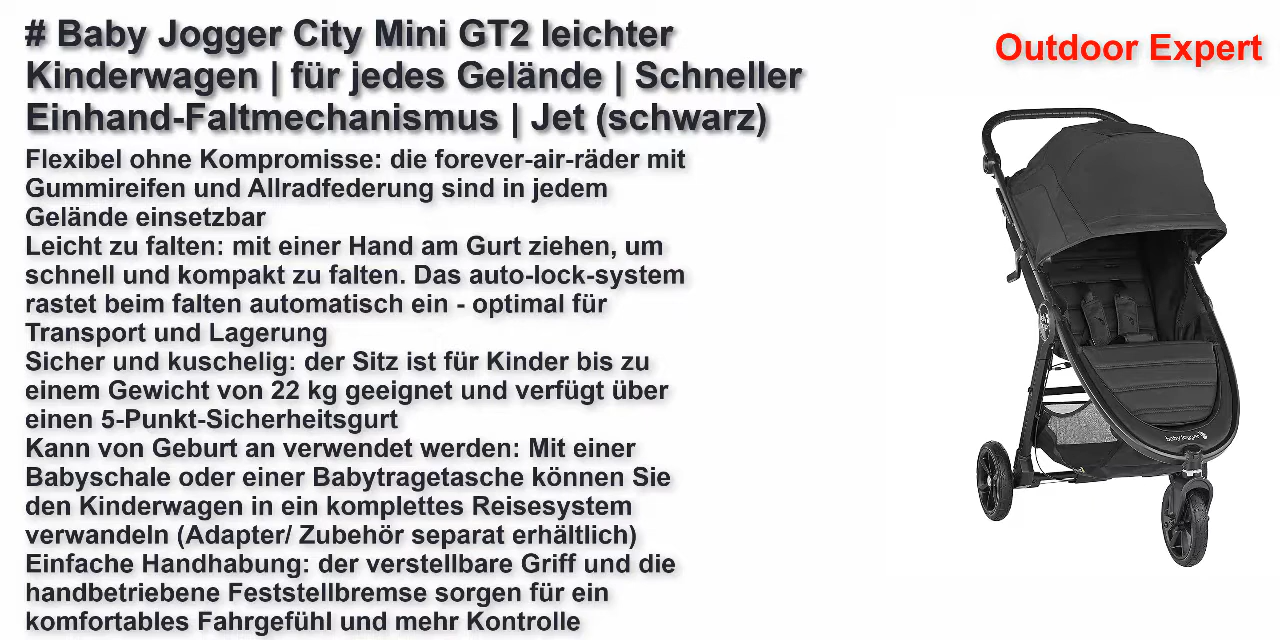 # Baby Jogger City Mini GT2 leichter
Kinderwagen | für jedes Gelände | Schneller
Einhand-Faltmechanismus | Jet (schwarz)
Outdoor Expert
Flexibel ohne Kompromisse: die forever-air-räder mit
Gummireifen und Allradfederung sind in jedem
Gelände einsetzbar
Leicht zu falten: mit einer Hand am Gurt ziehen, um
schnell und kompakt zu falten. Das auto-lock-system
rastet beim falten automatisch ein - optimal für
Transport und Lagerung
Sicher und kuschelig: der Sitz ist für Kinder bis zu
einem Gewicht von 22 kg geeignet und verfügt über
einen 5-Punkt-Sicherheitsgurt
Kann von Geburt an verwendet werden: Mit einer
Babyschale oder einer Babytragetasche können Sie
den Kinderwagen in ein komplettes Reisesystem
verwandeln (Adapter/ Zubehör separat erhältlich)
Einfache Handhabung: der verstellbare Griff und die
handbetriebene Feststellbremse sorgen für ein
komfortables Fahrgefühl und mehr Kontrolle
baby jogger